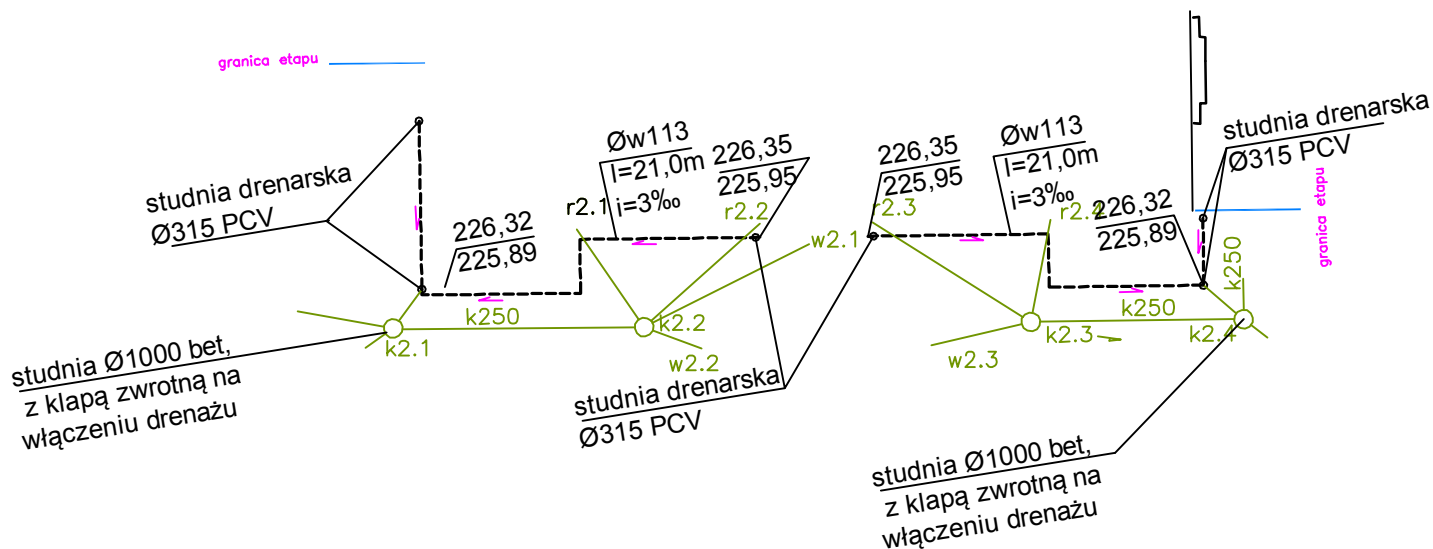 granica etapu
studnia drenarska
Ø315 PCV
226,32
225,89
Øw113
l=21,0m
i=3‰
r2.1
226,35
225,95
r2.2
w2.1
k250
k2.1
k2.2
w2.2
studnia Ø1000 bet,
z klapą zwrotną na
włączeniu drenażu
studnia drenarska
Ø315 PCV
226,35
225,95
r2.3
Øw113
l=21,0m
i=3‰
r2.4
226,32
225,89
studnia drenarska
Ø315 PCV
granica etapu
k250
k250
k2.3
k2.4
w2.3
studnia Ø1000 bet,
z klapą zwrotną na
włączeniu drenażu